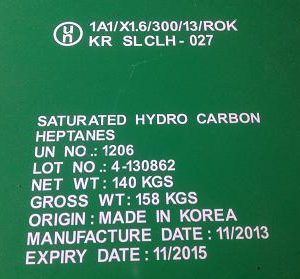 un 1A1/X1.6/300/13/ROK
KR SLCLH - 027
SATURATED HYDRO CARBON
HEPTANES
UN NO .: 1206
LOT NO .: 4-130862
NET WT : 140 KGS
GROSS WT : 158 KGS
ORIGIN : MADE IN KOREA
MANUFACTURE DATE : 11/2013
EXPIRY DATE : 11/2015